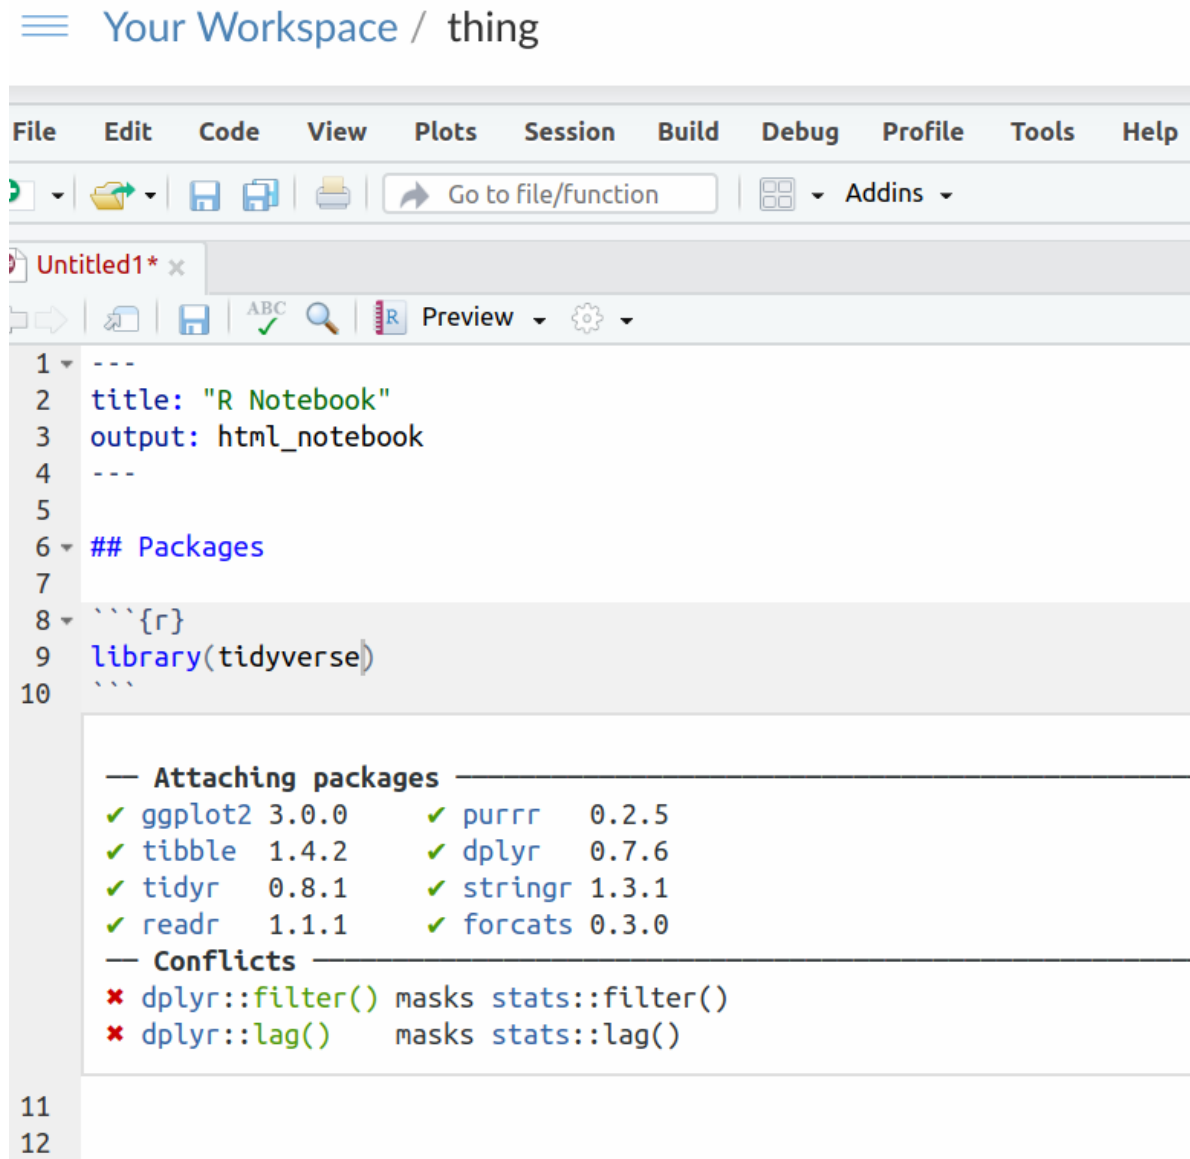 Your Workspace / thing
File Edit Code View Plots Session Build Debug Profile Tools Help
Go to file/function Addins
Untitled1*
ABC R Preview
1 ---
2 title: "R Notebook"
3 output: html_notebook
4 ---
5
6 ## Packages
7
8 ```{r}
9 library(tidyverse)
10 ```
── Attaching packages ──────────
✔ ggplot2 3.0.0 ✔ purrr 0.2.5
✔ tibble 1.4.2 ✔ dplyr 0.7.6
✔ tidyr 0.8.1 ✔ stringr 1.3.1
✔ readr 1.1.1 ✔ forcats 0.3.0
── Conflicts ──────────
✖ dplyr::filter() masks stats::filter()
✖ dplyr::lag() masks stats::lag()
11
12